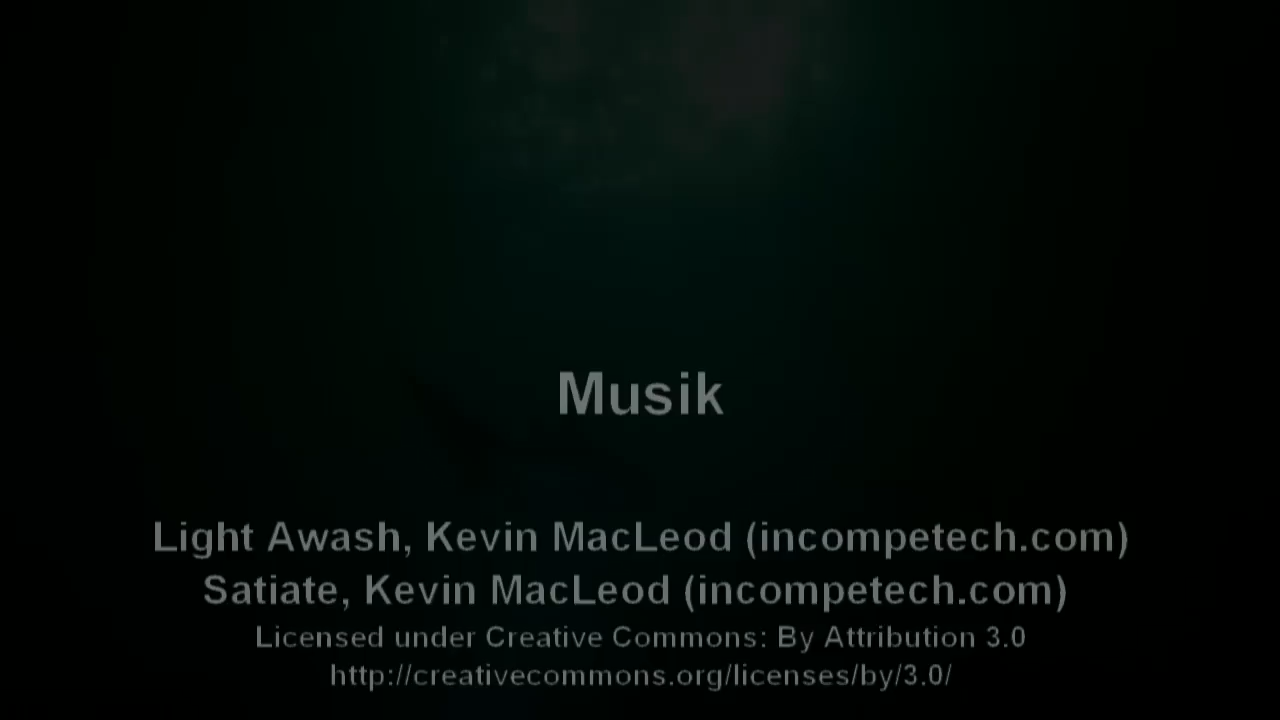 Musik
Light Awash, Kevin MacLeod (incompetech.com)
Satiate, Kevin MacLeod (incompetech.com)
Licensed under Creative Commons: By Attribution 3.0
http://creativecommons.org/licenses/by/3.0/